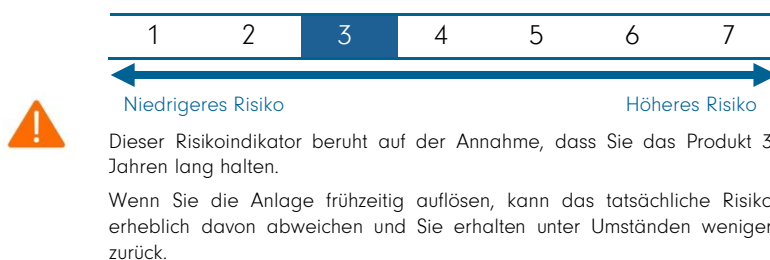 1 2 3 4 5 6 7
Niedrigeres Risiko Höheres Risiko
Dieser Risikoindikator beruht auf der Annahme, dass Sie das Produkt 3
Jahren lang halten.
Wenn Sie die Anlage frühzeitig auflösen, kann das tatsächliche Risiko
erheblich davon abweichen und Sie erhalten unter Umständen weniger
zurück.